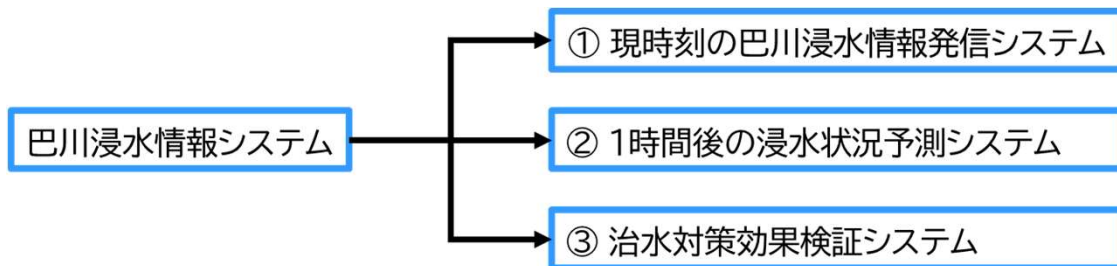 ① 現時刻の巴川浸水情報発信システム
巴川浸水情報システム
② 1時間後の浸水状況予測システム
③ 治水対策効果検証システム